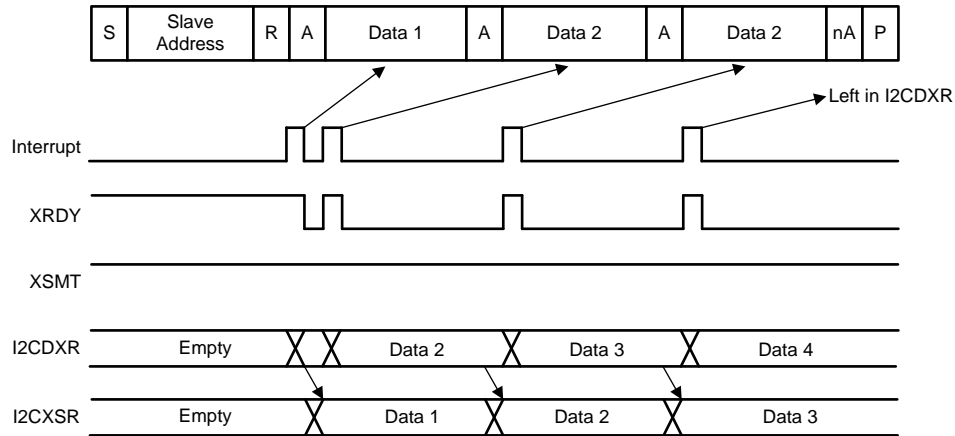 S Slave Address R A Data 1 A Data 2 A Data 2 nA P
Left in I2CDXR
Interrupt
XRDY
XSMT
I2CDXR Empty Data 2 Data 3 Data 4
I2CXSR Empty Data 1 Data 2 Data 3